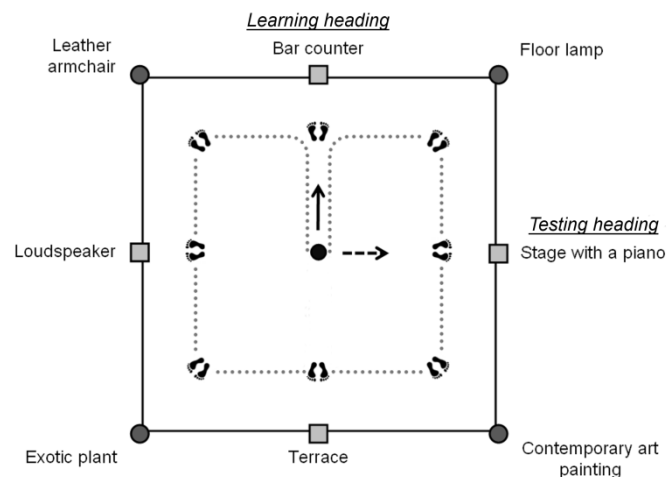 Learning heading
Leather
armchair
Bar counter
Floor lamp
Loudspeaker
Testing heading
Stage with a piano
Exotic plant
Terrace
Contemporary art
painting